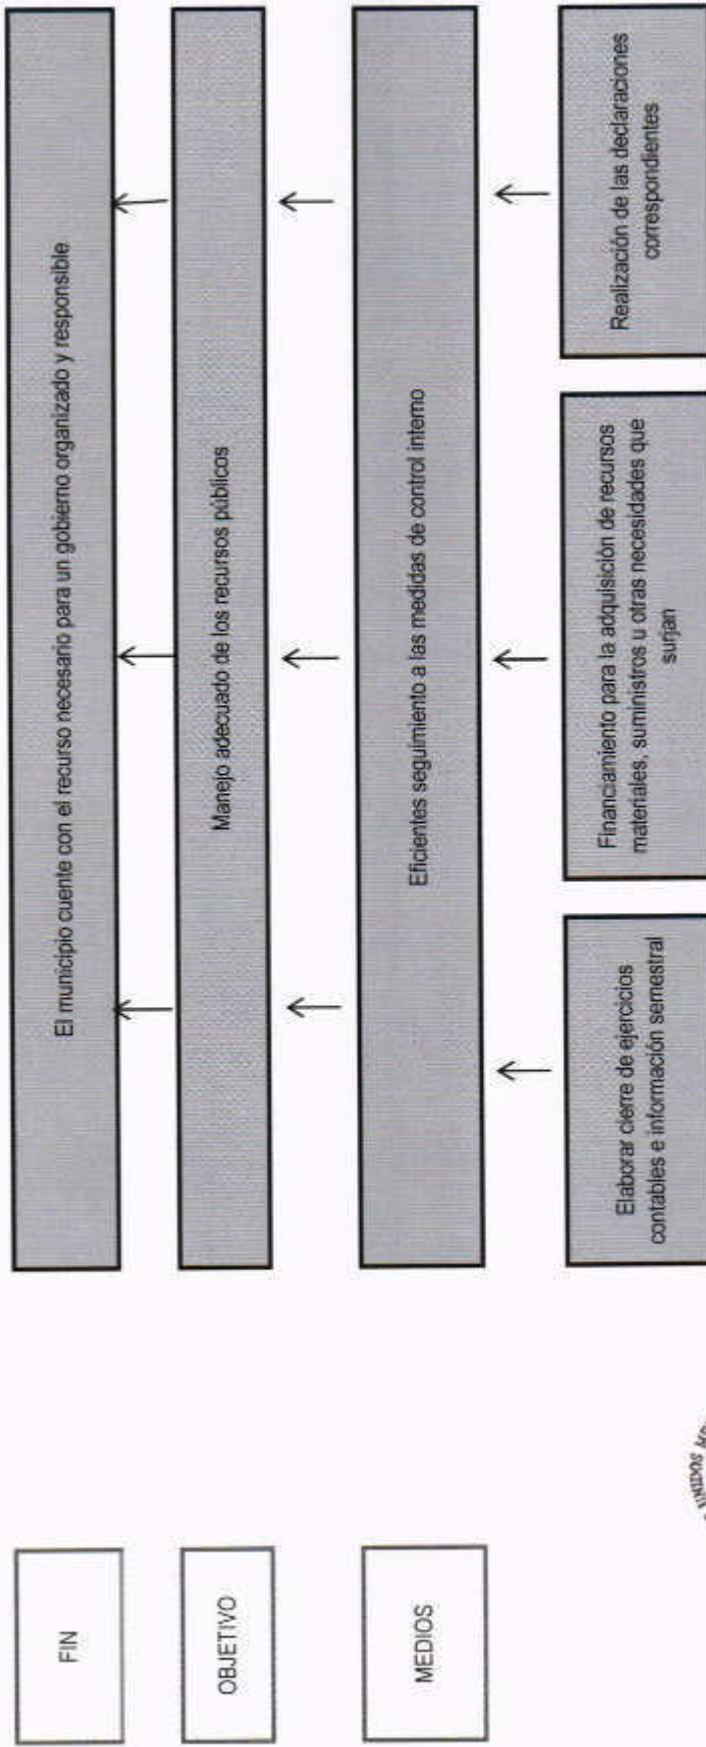 FIN
El municipio cuente con el recurso necesario para un gobierno organizado y responsible
OBJETIVO
Manejo adecuado de los recursos públicos
MEDIOS
Eficientes seguimiento a las medidas de control interno
Elaborar cierre de ejercicios
contables e información semestral
Financiamiento para la adquisición de recursos
materiales, suministros u otras necesidades que
surjan
Realización de las declaraciones
correspondientes
UNIDOS